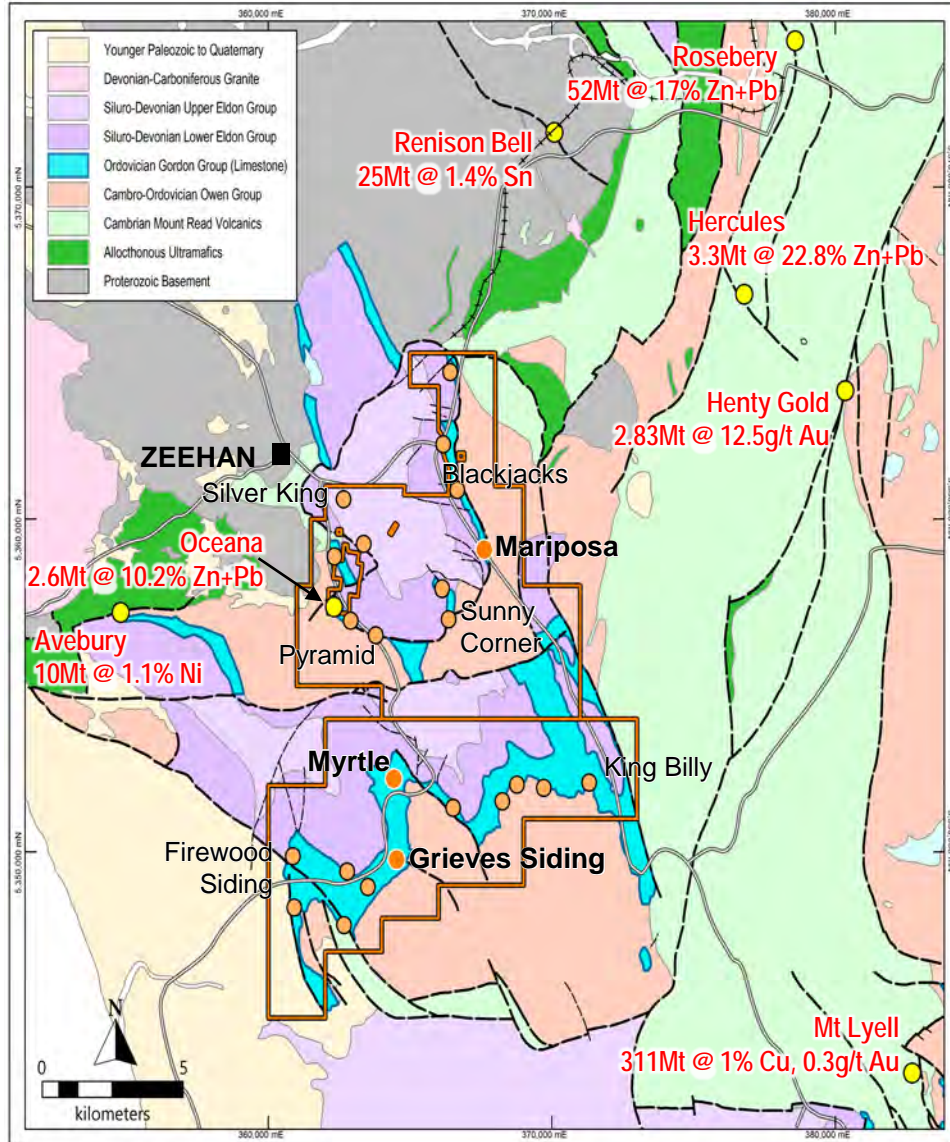 360,000 mE
370,000 mE
380,000 mE
Younger Paleozoic to Quaternary
Devonian-Carboniferous Granite
Siluro-Devonian Upper Eldon Group
Siluro-Devonian Lower Eldon Group
Ordovician Gordon Group (Limestone)
Cambro-Ordovician Owen Group
Cambrian Mount Read Volcanics
Allocthonous Ultramafics
Proterozoic Basement
Rosebery
52Mt @ 17% Zn+Pb
Renison Bell
25Mt @ 1.4% Sn
5,370,000 mN
Hercules
3.3Mt @ 22.8% Zn+Pb
Henty Gold
2.83Mt @ 12.5g/t Au
ZEEHAN
Silver King
Blackjacks
5,360,000 mN
Oceana
2.6Mt @ 10.2% Zn+Pb
Mariposa
Sunny
Corner
Avebury
10Mt @ 1.1% Ni
Pyramid
Myrtle
King Billy
Firewood
Siding
Grieves Siding
5,350,000 mN
N
0
5
kilometers
Mt Lyell
311Mt @ 1% Cu, 0.3g/t Au
360,000 mE
370,000 mE
380,000 mE